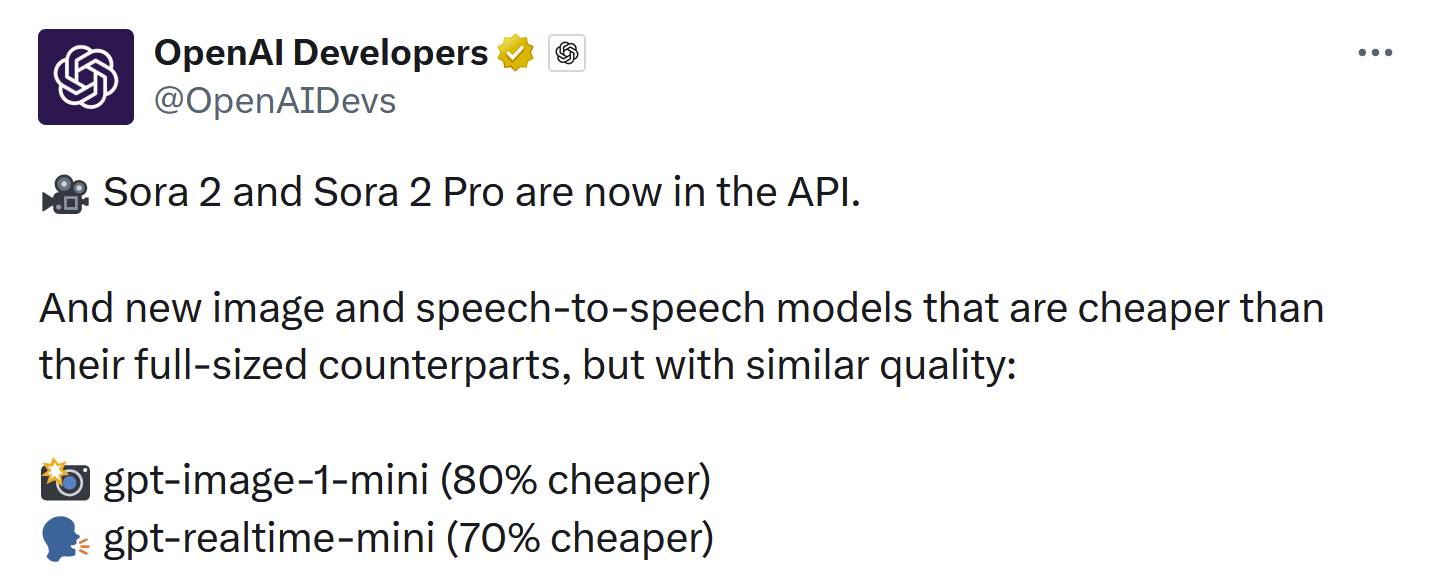 OpenAI Developers
@OpenAIDevs
🎥 Sora 2 and Sora 2 Pro are now in the API.
And new image and speech-to-speech models that are cheaper than
their full-sized counterparts, but with similar quality:
📸 gpt-image-1-mini (80% cheaper)
🗣️ gpt-realtime-mini (70% cheaper)